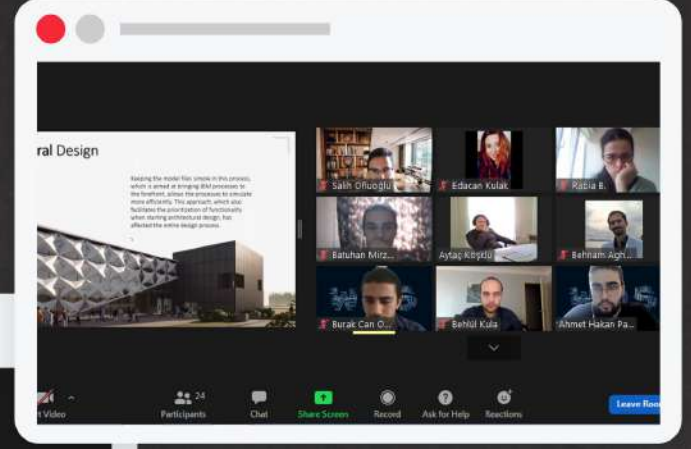 ral Design
Keeping the model files simple in this process,
which is aimed at bringing BIM processes to
the forefront, allows the processes to simulate
more efficiently. This approach, which also
facilitates the prioritization of functionality
when starting architectural design, has
affected the entire design process.
Salih Ofluoğlu
Edacan Kulak
Rabia B.
Batuhan Mirz...
Aytaç Köşklü
Behnam Agh...
Burak Can O...
Behlül Kula
Ahmet Hakan Pa...
t Video
24
Participants
Chat
Share Screen
Record
Ask for Help
Reactions
Leave Roo